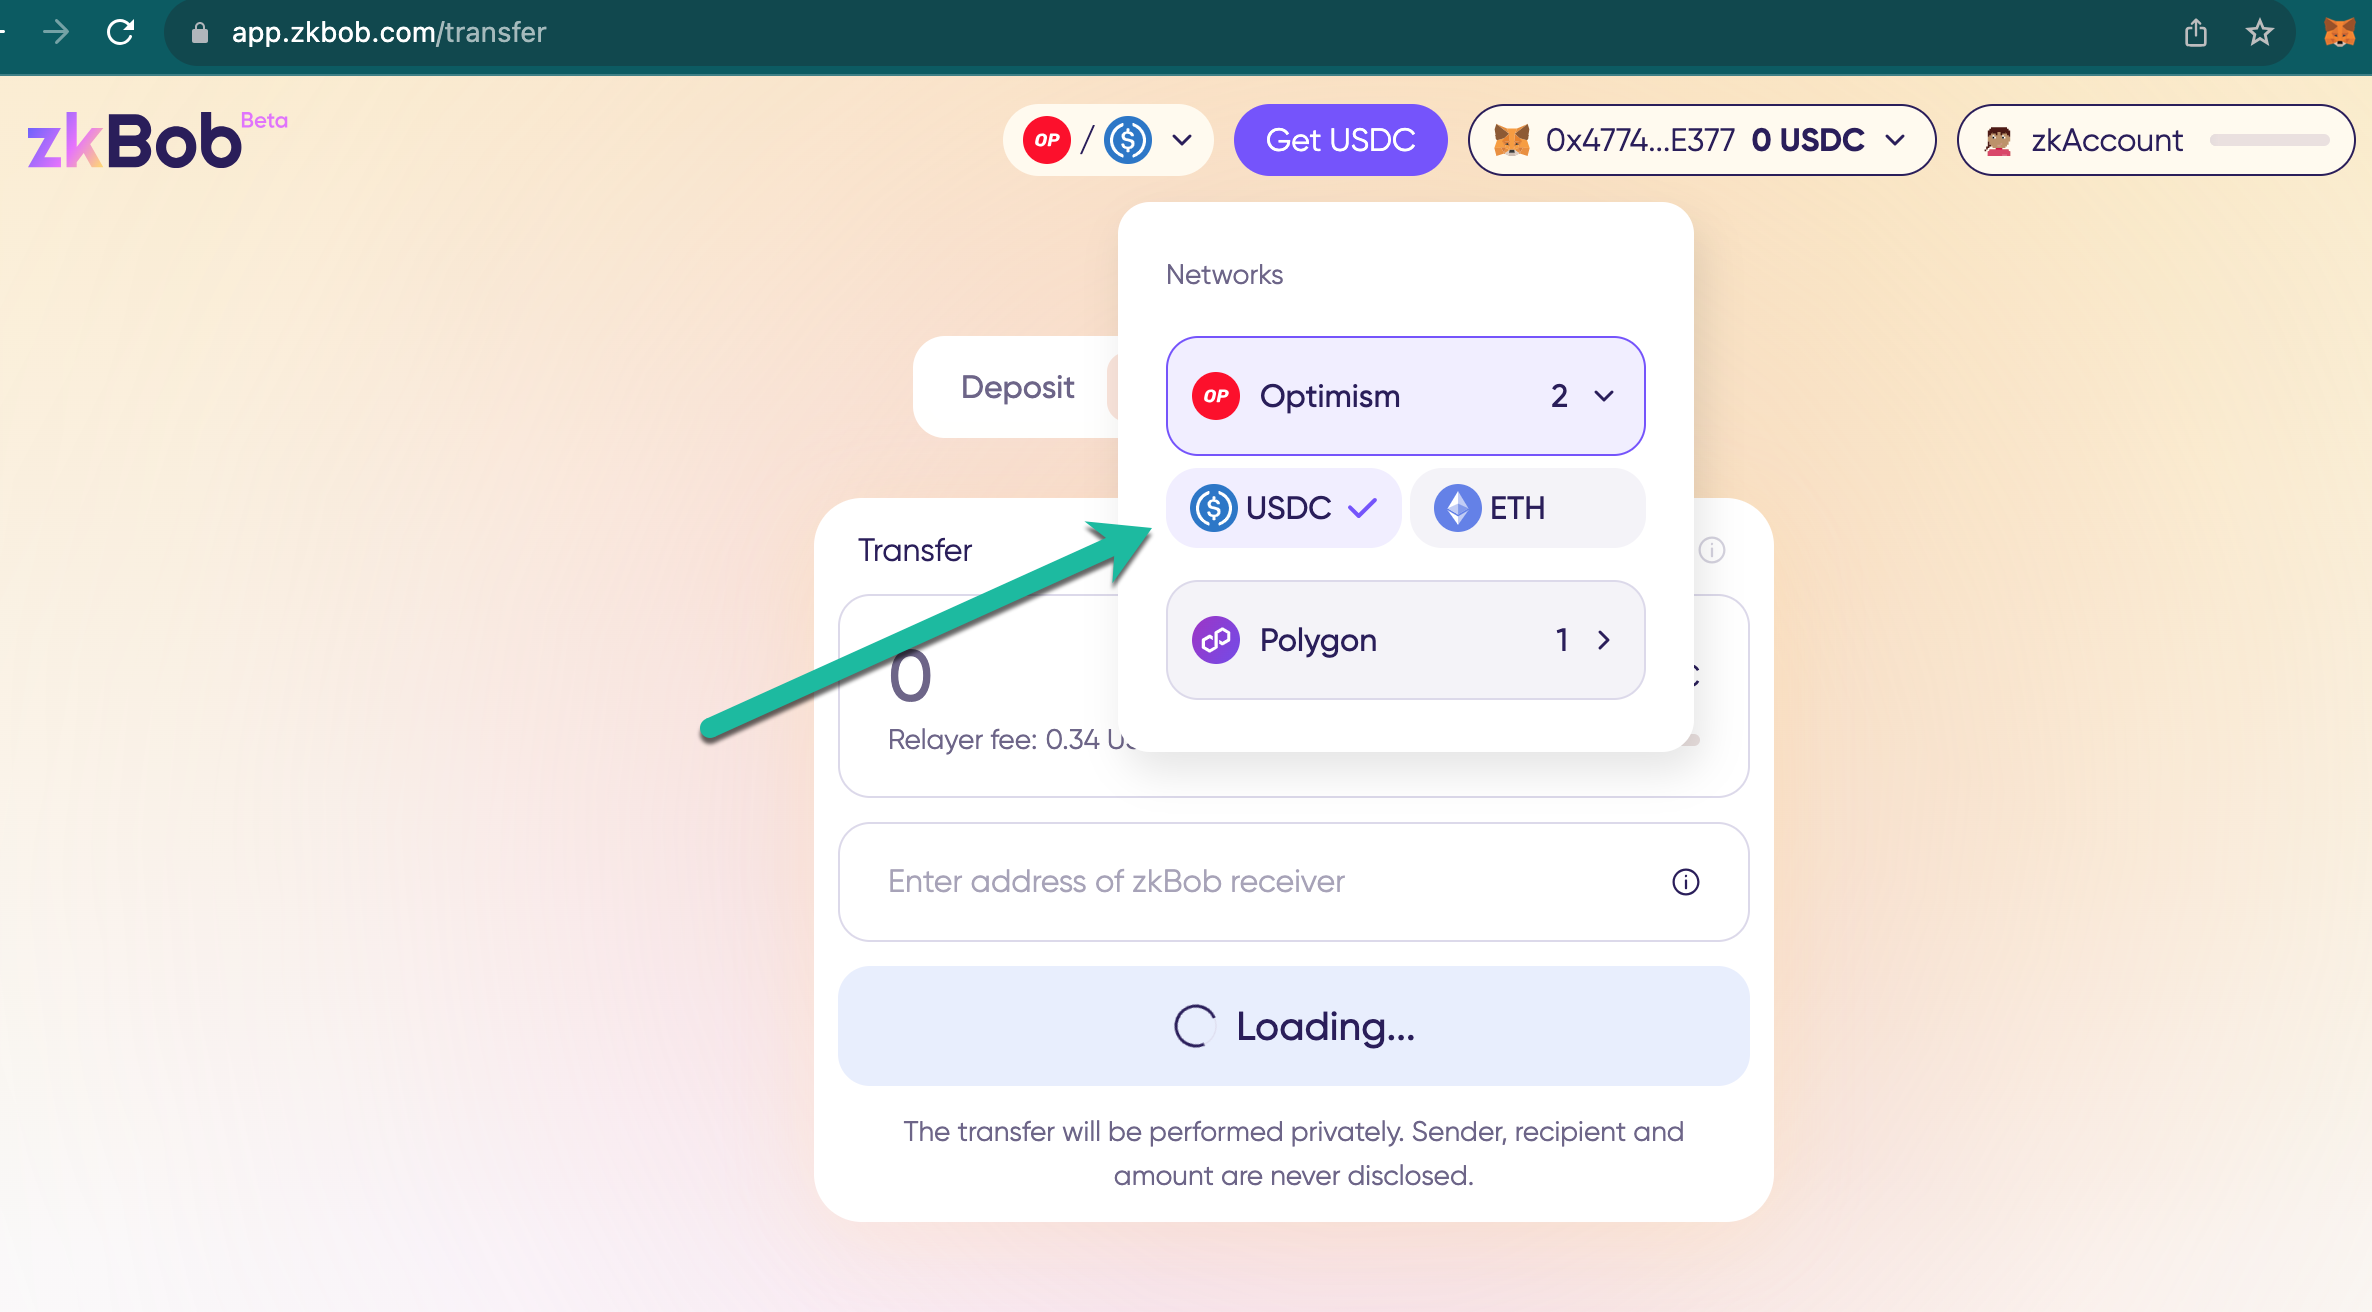 app.zkbob.com/transfer
zkBob Beta
OP / Get USDC 0x4774...E377 0 USDC zkAccount
Networks
Deposit
OP Optimism 2
USDC ETH
Transfer
Polygon 1
0
Relayer fee: 0.34
Enter address of zkBob receiver
Loading...
The transfer will be performed privately. Sender, recipient and
amount are never disclosed.